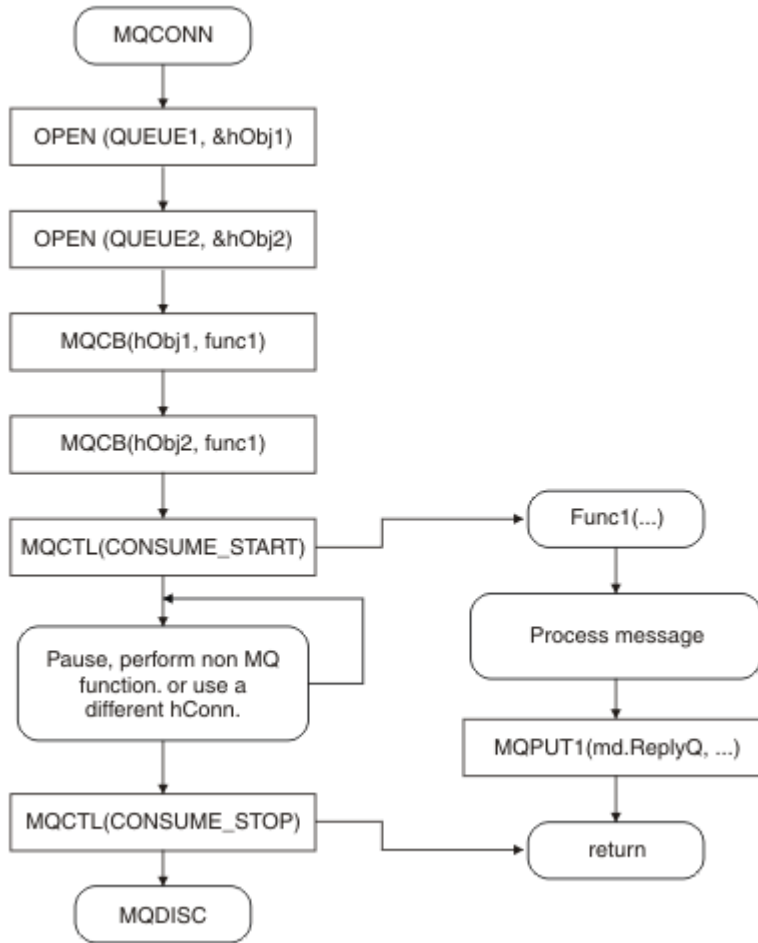 MQCONN
OPEN (QUEUE1, &hObj1)
OPEN (QUEUE2, &hObj2)
MQCB(hObj1, func1)
MQCB(hObj2, func1)
MQCTL(CONSUME_START)
Pause, perform non MQ
function. or use a
different hConn.
MQCTL(CONSUME_STOP)
MQDISC
Func1(...)
Process message
MQPUT1(md.ReplyQ, ...)
return